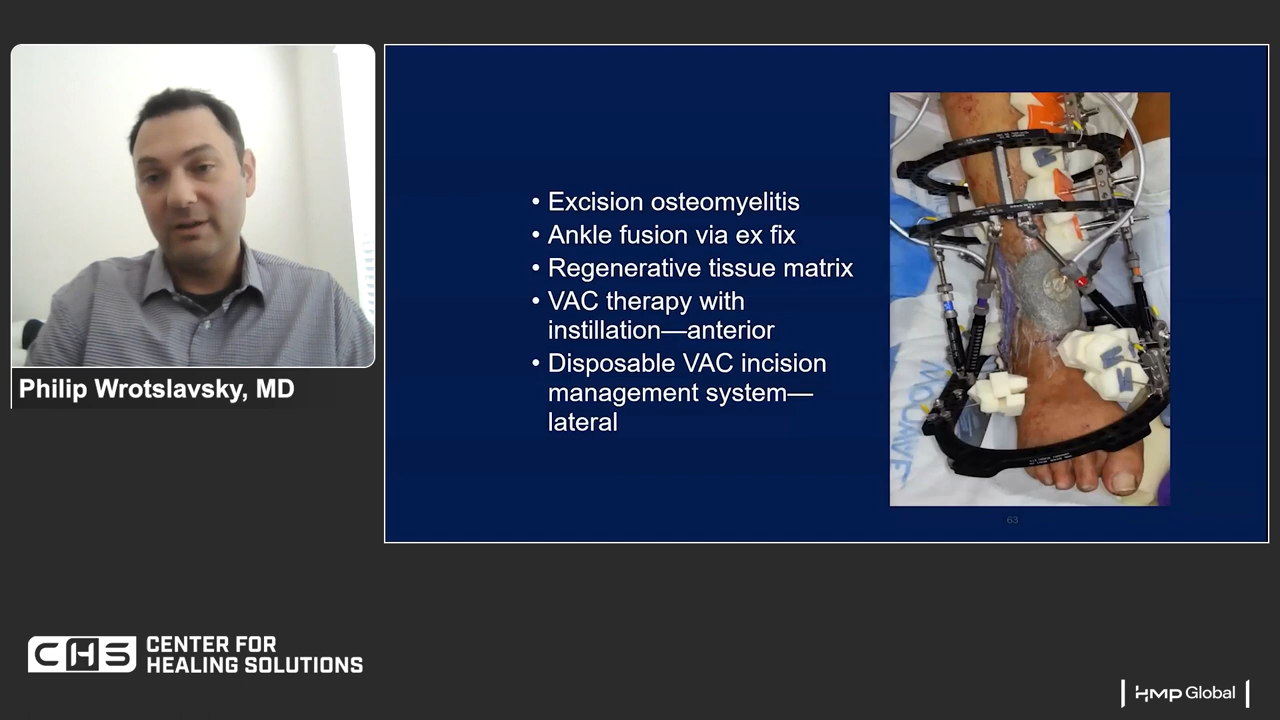 • Excision osteomyelitis
• Ankle fusion via ex fix
• Regenerative tissue matrix
• VAC therapy with
instillation—anterior
• Disposable VAC incision
management system—
lateral
63
Philip Wrotslavsky, MD
CHS
CENTER FOR
HEALING SOLUTIONS
HMP Global